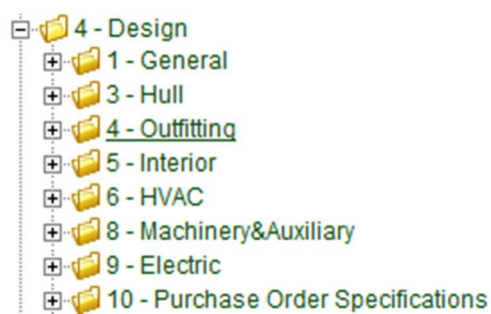 4 - Design
1 - General
3 - Hull
4 - Outfitting
5 - Interior
6 - HVAC
8 - Machinery&Auxiliary
9 - Electric
10 - Purchase Order Specifications